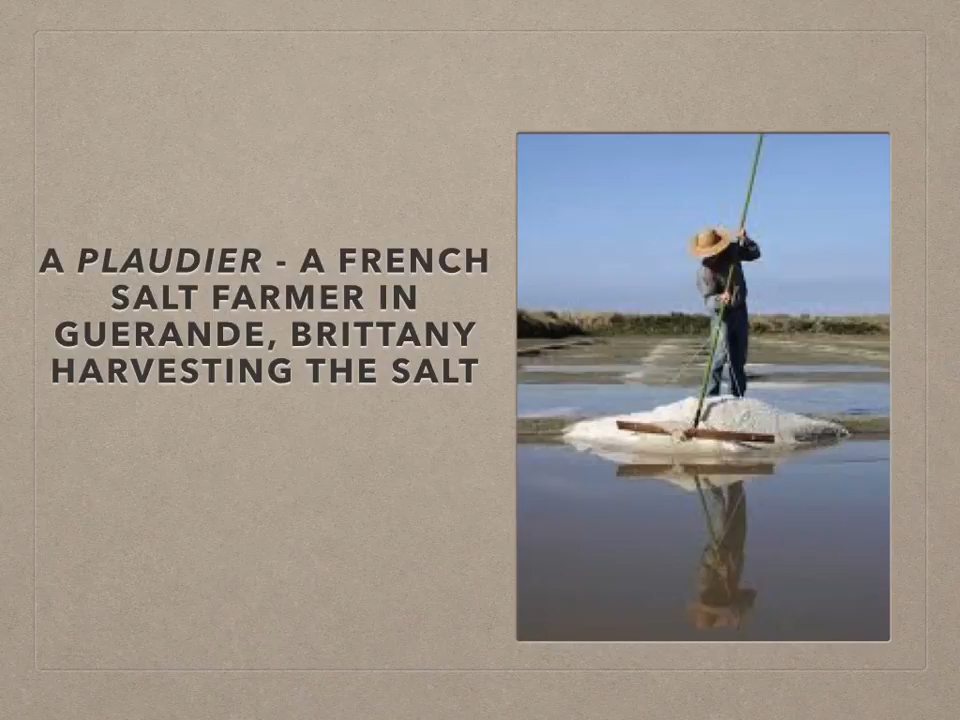 A PLAUDIER - A FRENCH
SALT FARMER IN
GUERANDE, BRITTANY
HARVESTING THE SALT